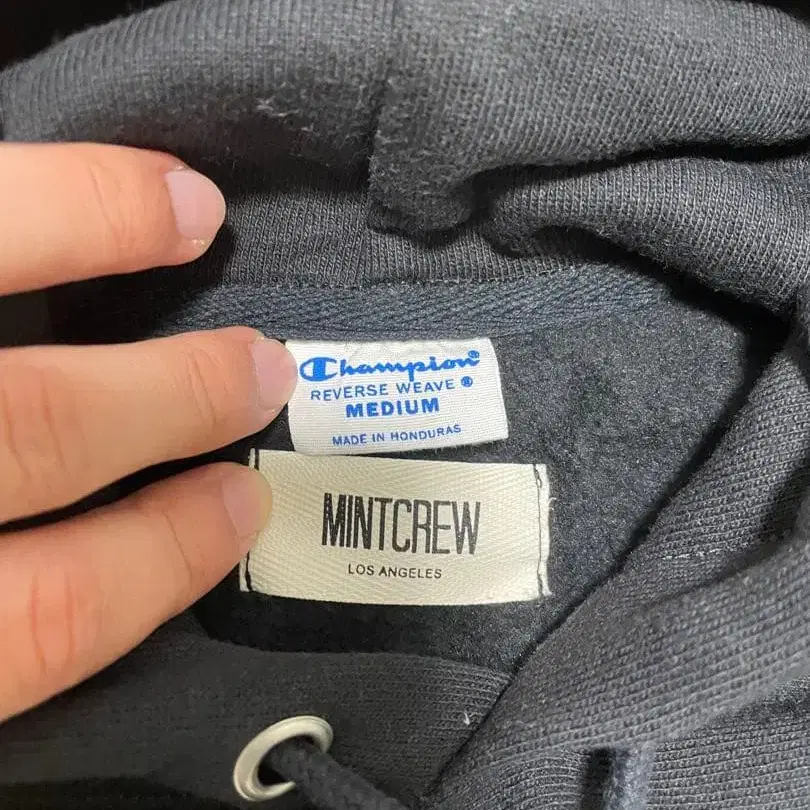 Champion®
REVERSE WEAVE ®
MEDIUM
MADE IN HONDURAS
MINTCREW
LOS ANGELES